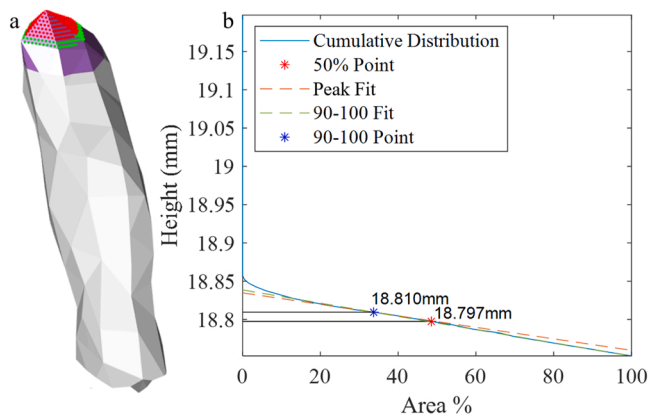 a
b
Height (mm)
19.15
19.1
19.05
19
18.95
18.9
18.85
18.8
Cumulative Distribution
50% Point
Peak Fit
90-100 Fit
90-100 Point
18.810mm
18.797mm
0
20
40
60
80
100
Area %